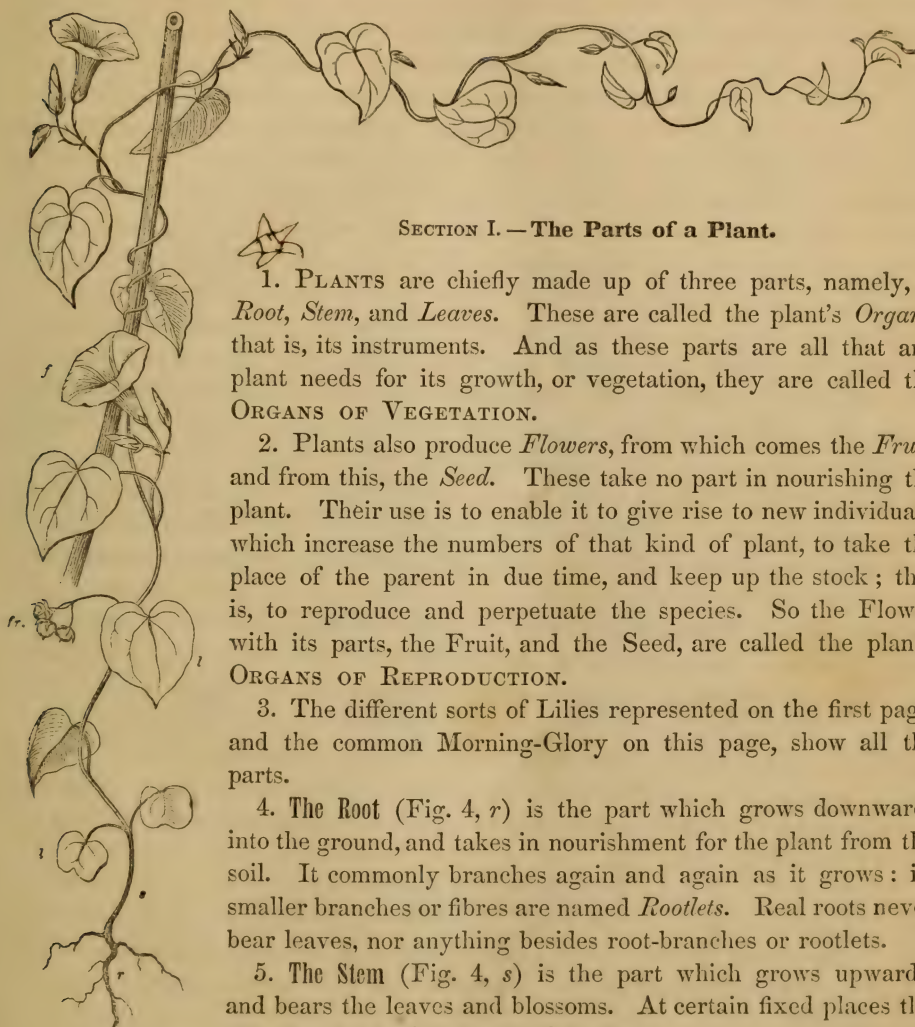 SECTION I. — The Parts of a Plant.
1. PLANTS are chiefly made up of three parts, namely,
Root, Stem, and Leaves. These are called the plant's
that is, its instruments. And as these parts are all that
plant needs for its growth, or vegetation, they are called
ORGANS OF VEGETATION.
2. Plants also produce Flowers, from which comes the
and from this, the Seed. These take no part in nourishing
plant. Their use is to enable it to give rise to new
which increase the numbers of that kind of plant, to take
place of the parent in due time, and keep up the stock;
is, to reproduce and perpetuate the species. So the
with its parts, the Fruit, and the Seed, are called the
ORGANS OF REPRODUCTION.
3. The different sorts of Lilies represented on the first
and the common Morning-Glory on this page, show all
parts.
4. The Root (Fig. 4, r) is the part which grows
into the ground, and takes in nourishment for the plant from
soil. It commonly branches again and again as it grows:
smaller branches or fibres are named Rootlets. Real roots
bear leaves, nor anything besides root-branches or rootlets.
5. The Stem (Fig. 4, s) is the part which grows
and bears the leaves and blossoms. At certain fixed places
f
fr.
l
l
s
r